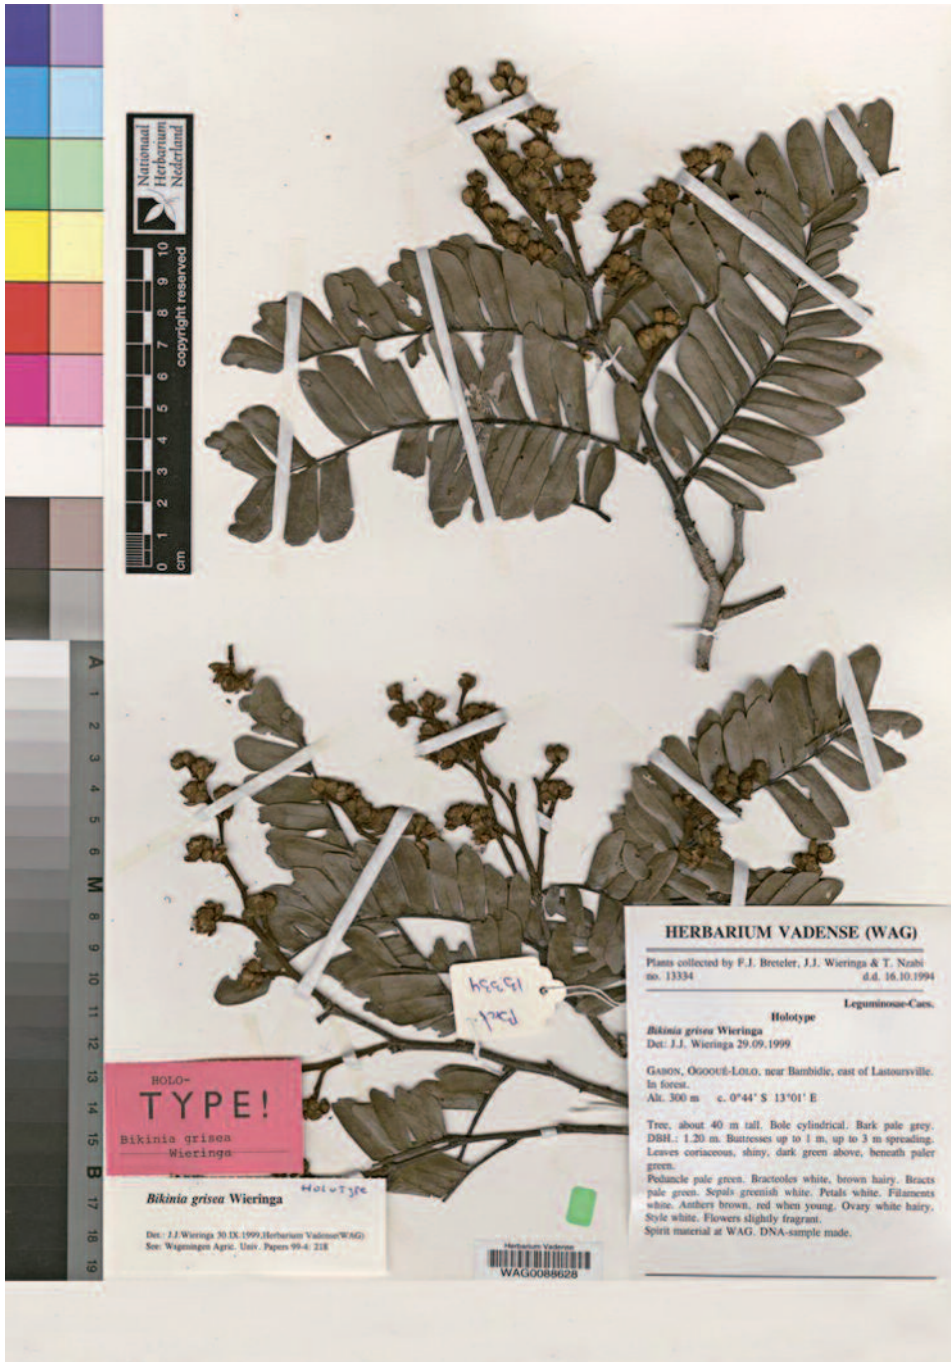 Nationaal
Herbarium
Nederland
copyright reserved
0 1 2 3 4 5 6 7 8 9 10
cm
A
1
2
3
4
5
6
M
8
9
10
11
12
13
14
15
B
17
18
19
HERBARIUM VADENSE (WAG)
Plants collected by F.J. Breteler, J.J. Wieringa & T. Nzabi
no. 13334 d.d. 16.10.1994
Leguminosae-Caes.
Holotype
Bikinia grisea Wieringa
Det: J.J. Wieringa 29.09.1999
GABON, OGOOUÉ-LOLO, near Bambidie, east of Lastoursville.
In forest.
Alt. 300 m c. 0°44' S 13°01' E
Tree, about 40 m tall. Bole cylindrical. Bark pale grey.
DBH.: 1.20 m. Buttresses up to 1 m, up to 3 m spreading.
Leaves coriaceous, shiny, dark green above, beneath paler
green.
Peduncle pale green. Bracteoles white, brown hairy. Bracts
pale green. Sepals greenish white. Petals white. Filaments
white. Anthers brown, red when young. Ovary white hairy.
Style white. Flowers slightly fragrant.
Spirit material at WAG. DNA-sample made.
HOLO-
TYPE!
Bikinia grisea
Wieringa
HOLOTYPE
Bikinia grisea Wieringa
Det.: J.J.Wieringa 30.IX.1999,Herbarium Vadense(WAG)
See: Wageningen Agric. Univ. Papers 99-4: 218
Herbarium Vadense
WAG0088628